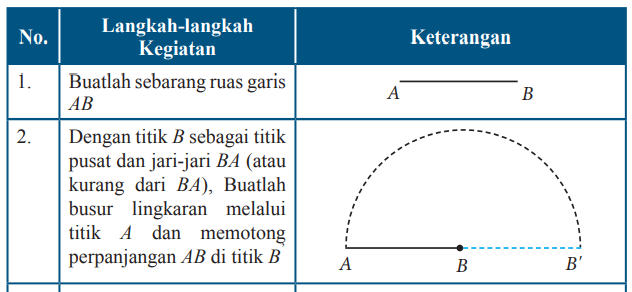 No.
Langkah-langkah
Kegiatan
Keterangan
1.
Buatlah sebarang ruas garis
AB
A
B
2.
Dengan titik B sebagai titik
pusat dan jari-jari BA (atau
kurang dari BA), Buatlah
busur lingkaran melalui
titik A dan memotong
perpanjangan AB di titik B'
A
B
B'